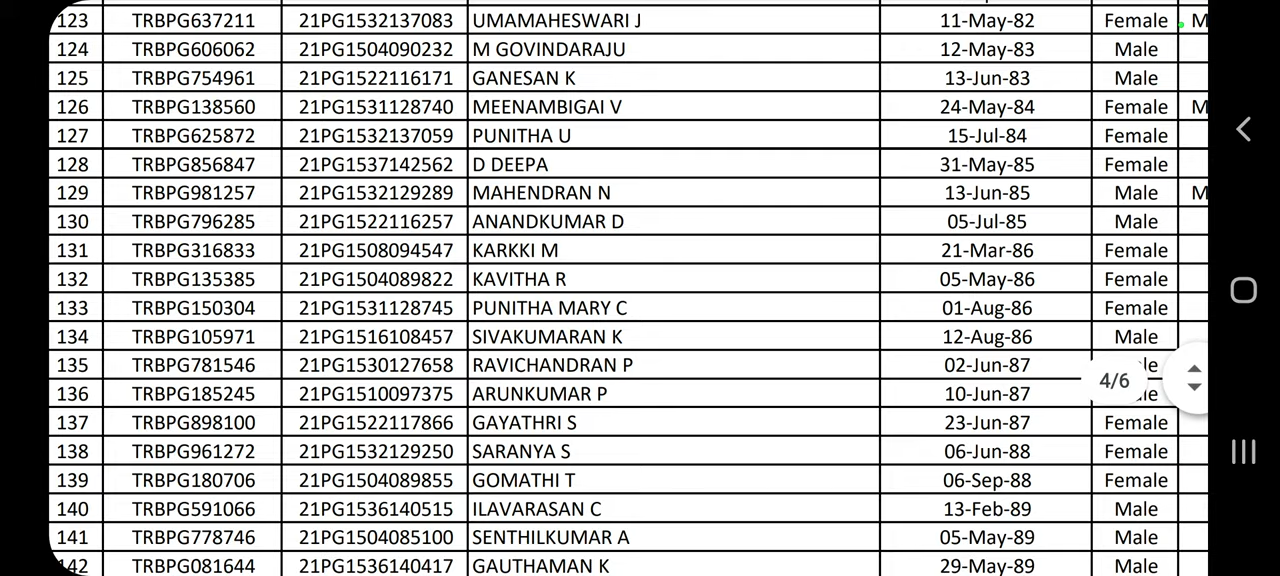 123 TRBPG637211 21PG1532137083 UMAMAHESWARI J 11-May-82 Female M
124 TRBPG606062 21PG1504090232 M GOVINDARAJU 12-May-83 Male
125 TRBPG754961 21PG1522116171 GANESAN K 13-Jun-83 Male
126 TRBPG138560 21PG1531128740 MEENAMBIGAI V 24-May-84 Female M
127 TRBPG625872 21PG1532137059 PUNITHA U 15-Jul-84 Female
128 TRBPG856847 21PG1537142562 D DEEPA 31-May-85 Female
129 TRBPG981257 21PG1532129289 MAHENDRAN N 13-Jun-85 Male M
130 TRBPG796285 21PG1522116257 ANANDKUMAR D 05-Jul-85 Male
131 TRBPG316833 21PG1508094547 KARKKI M 21-Mar-86 Female
132 TRBPG135385 21PG1504089822 KAVITHA R 05-May-86 Female
133 TRBPG150304 21PG1531128745 PUNITHA MARY C 01-Aug-86 Female
134 TRBPG105971 21PG1516108457 SIVAKUMARAN K 12-Aug-86 Male
135 TRBPG781546 21PG1530127658 RAVICHANDRAN P 02-Jun-87
4/6
136 TRBPG185245 21PG1510097375 ARUNKUMAR P 10-Jun-87
137 TRBPG898100 21PG1522117866 GAYATHRI S 23-Jun-87 Female
138 TRBPG961272 21PG1532129250 SARANYA S 06-Jun-88 Female
139 TRBPG180706 21PG1504089855 GOMATHI T 06-Sep-88 Female
140 TRBPG591066 21PG1536140515 ILAVARASAN C 13-Feb-89 Male
141 TRBPG778746 21PG1504085100 SENTHILKUMAR A 05-May-89 Male
142 TRBPG081644 21PG1536140417 GAUTHAMAN K 29-May-89 Male